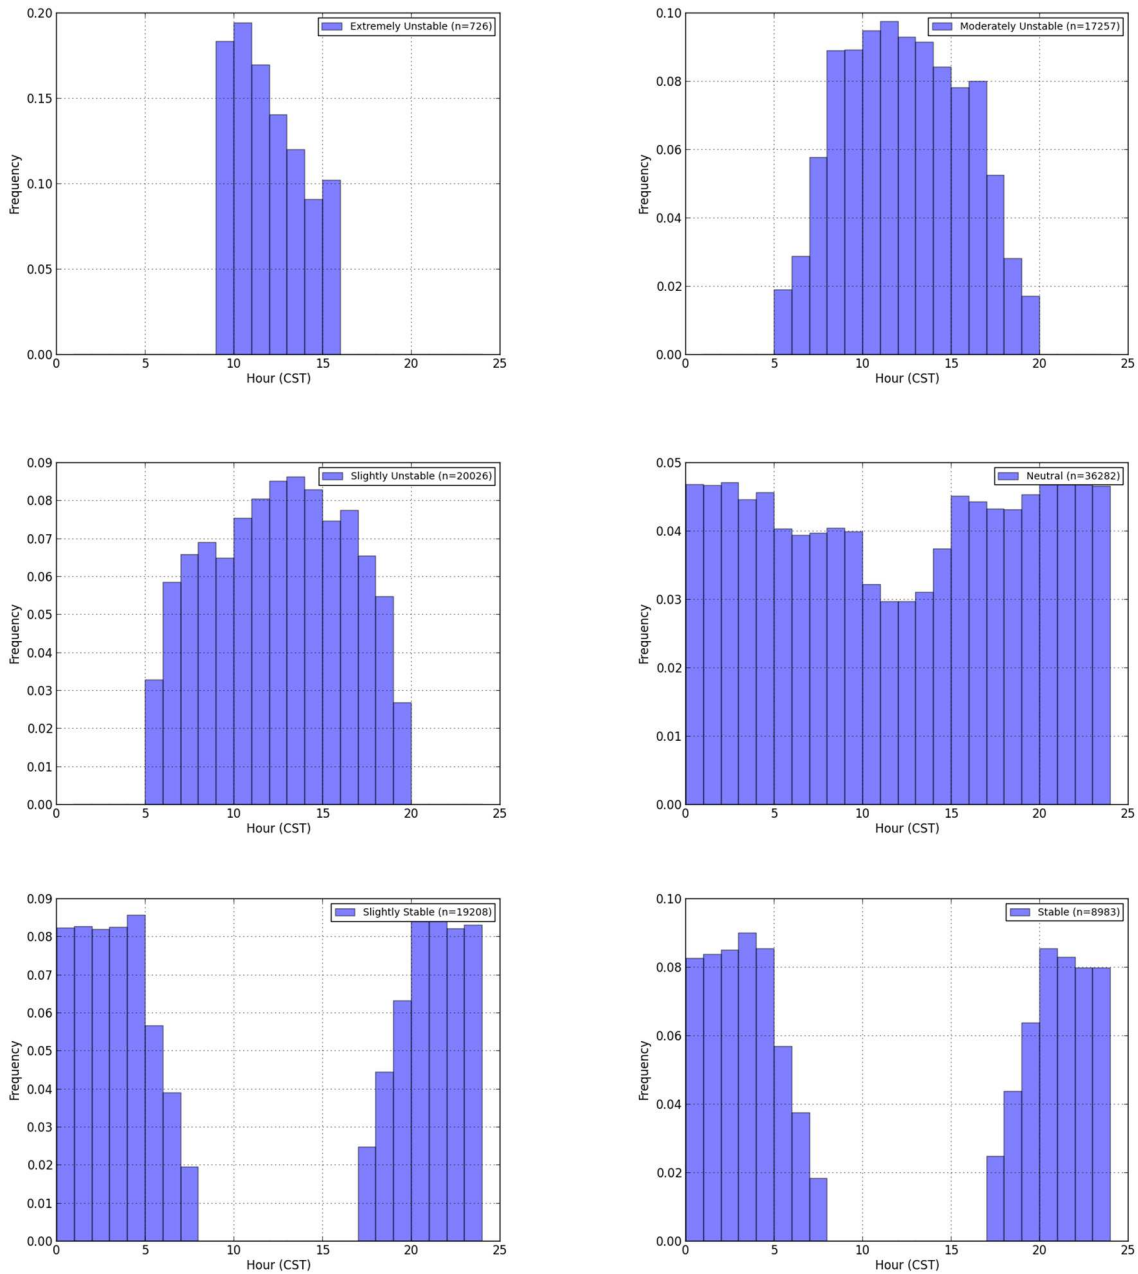 0.20
0.15
0.10
0.05
0.00
Frequency
0 5 10 15 20 25
Hour (CST)
Extremely Unstable (n=726)
0.10
0.08
0.06
0.04
0.02
0.00
Frequency
0 5 10 15 20 25
Hour (CST)
Moderately Unstable (n=17257)
0.09
0.08
0.07
0.06
0.05
0.04
0.03
0.02
0.01
0.00
Frequency
0 5 10 15 20 25
Hour (CST)
Slightly Unstable (n=20026)
0.05
0.04
0.03
0.02
0.01
0.00
Frequency
0 5 10 15 20 25
Hour (CST)
Neutral (n=36282)
0.09
0.08
0.07
0.06
0.05
0.04
0.03
0.02
0.01
0.00
Frequency
0 5 10 15 20 25
Hour (CST)
Slightly Stable (n=19208)
0.10
0.08
0.06
0.04
0.02
0.00
Frequency
0 5 10 15 20 25
Hour (CST)
Stable (n=8983)